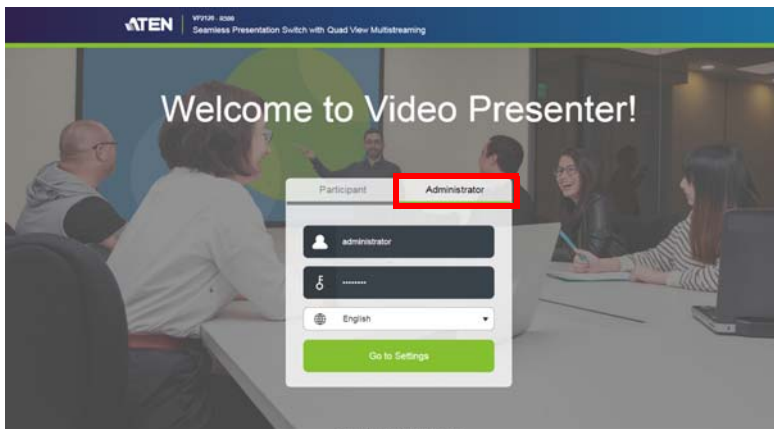 ATEN
VP2120 - R500
Seamless Presentation Switch with Quad View Multistreaming
Welcome to Video Presenter!
Participant
Administrator
administrator
••••••••
English
Go to Settings